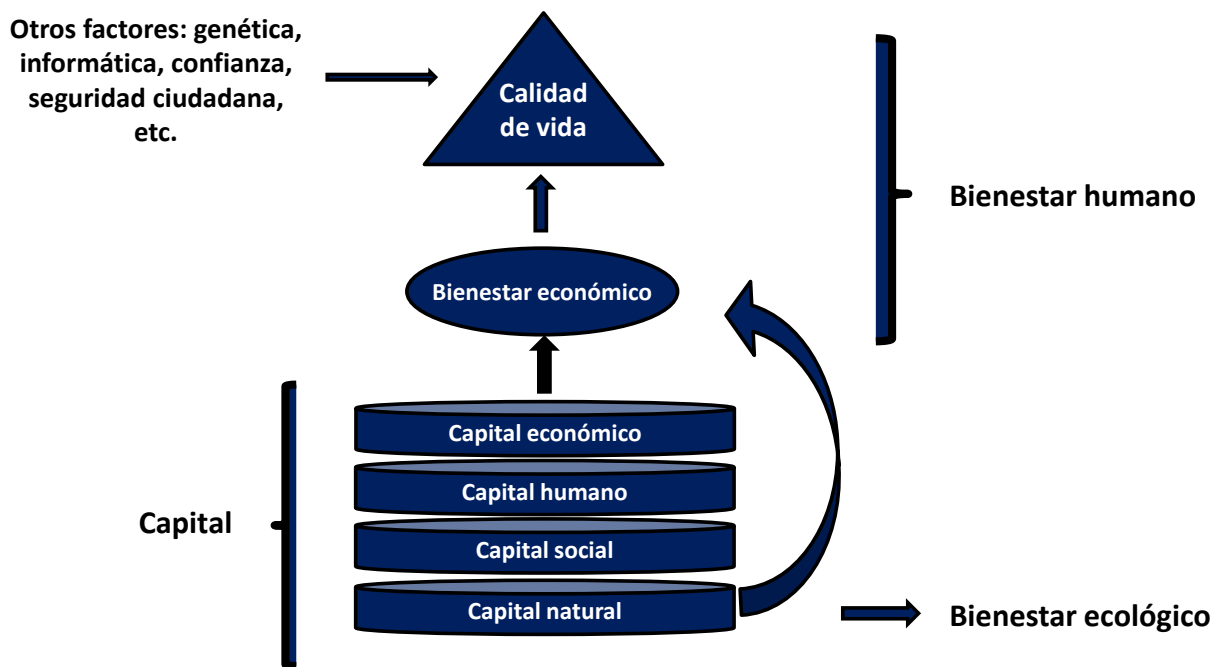 Otros factores: genética,
informática, confianza,
seguridad ciudadana,
etc.
Calidad
de vida
Bienestar humano
Bienestar económico
Capital económico
Capital humano
Capital
Capital social
Capital natural
Bienestar ecológico